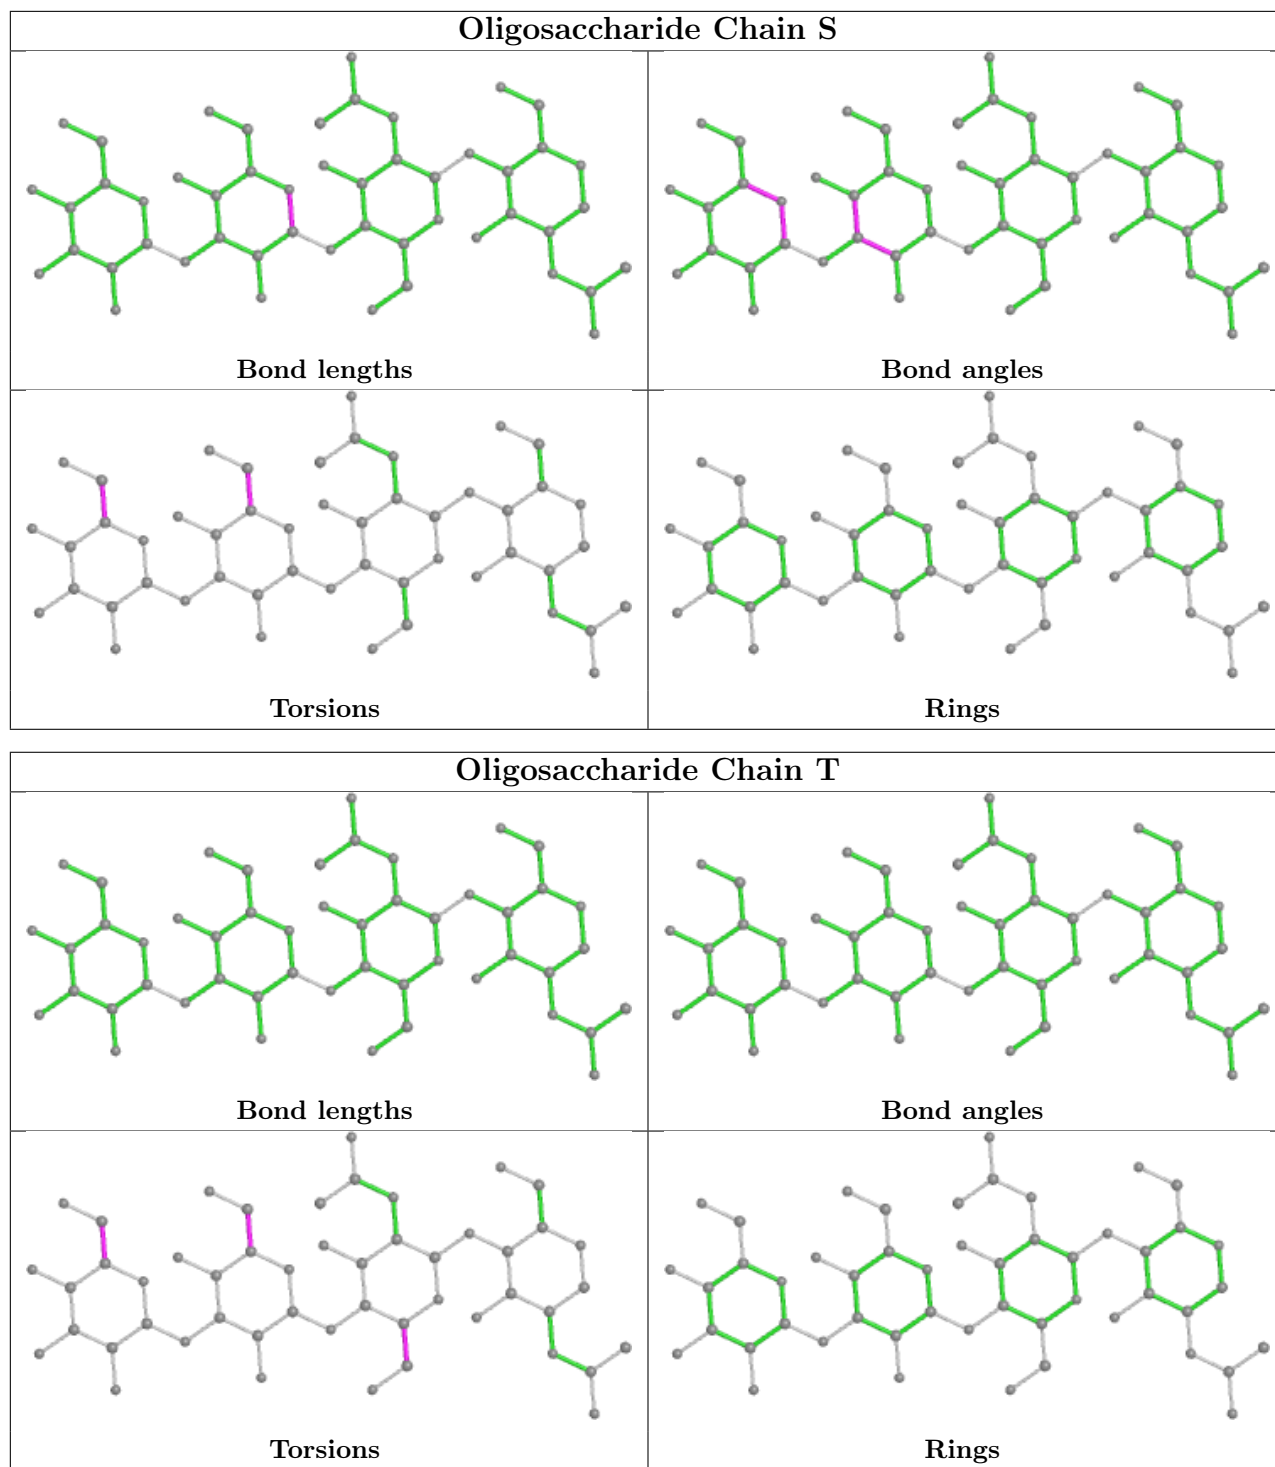 Oligosaccharide Chain S
Bond lengths
Bond angles
Torsions
Rings
Oligosaccharide Chain T
Bond lengths
Bond angles
Torsions
Rings